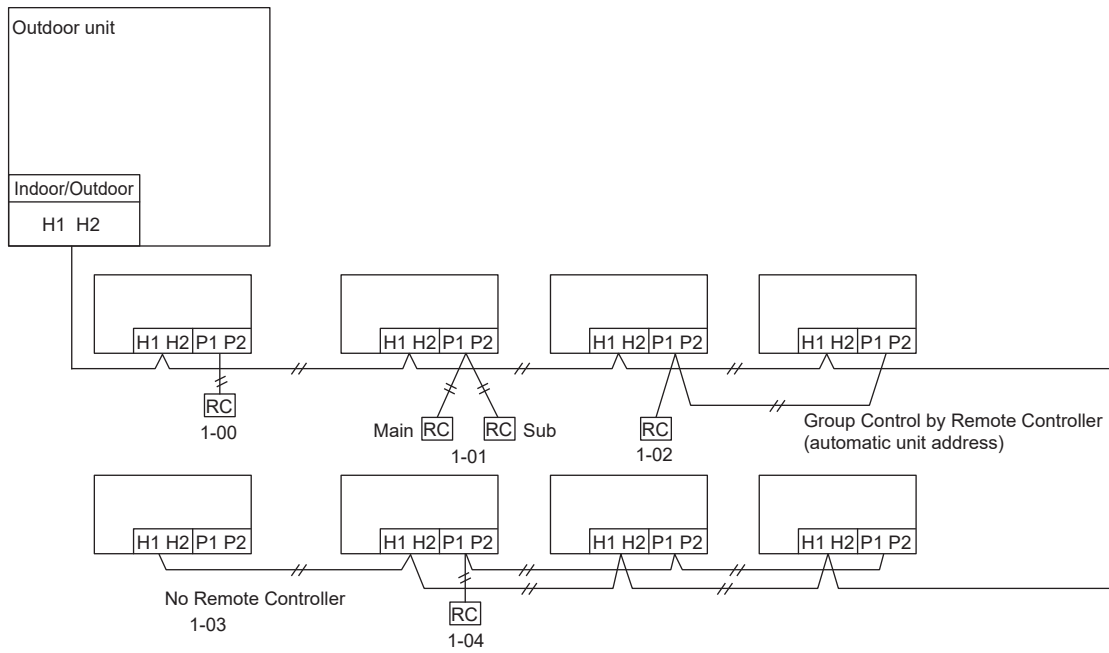 Outdoor unit
Indoor/Outdoor
H1 H2
H1 H2 P1 P2
H1 H2 P1 P2
H1 H2 P1 P2
H1 H2 P1 P2
RC
1-00
Main RC RC Sub
1-01
RC
1-02
Group Control by Remote Controller
(automatic unit address)
H1 H2 P1 P2
H1 H2 P1 P2
H1 H2 P1 P2
H1 H2 P1 P2
No Remote Controller
1-03
RC
1-04